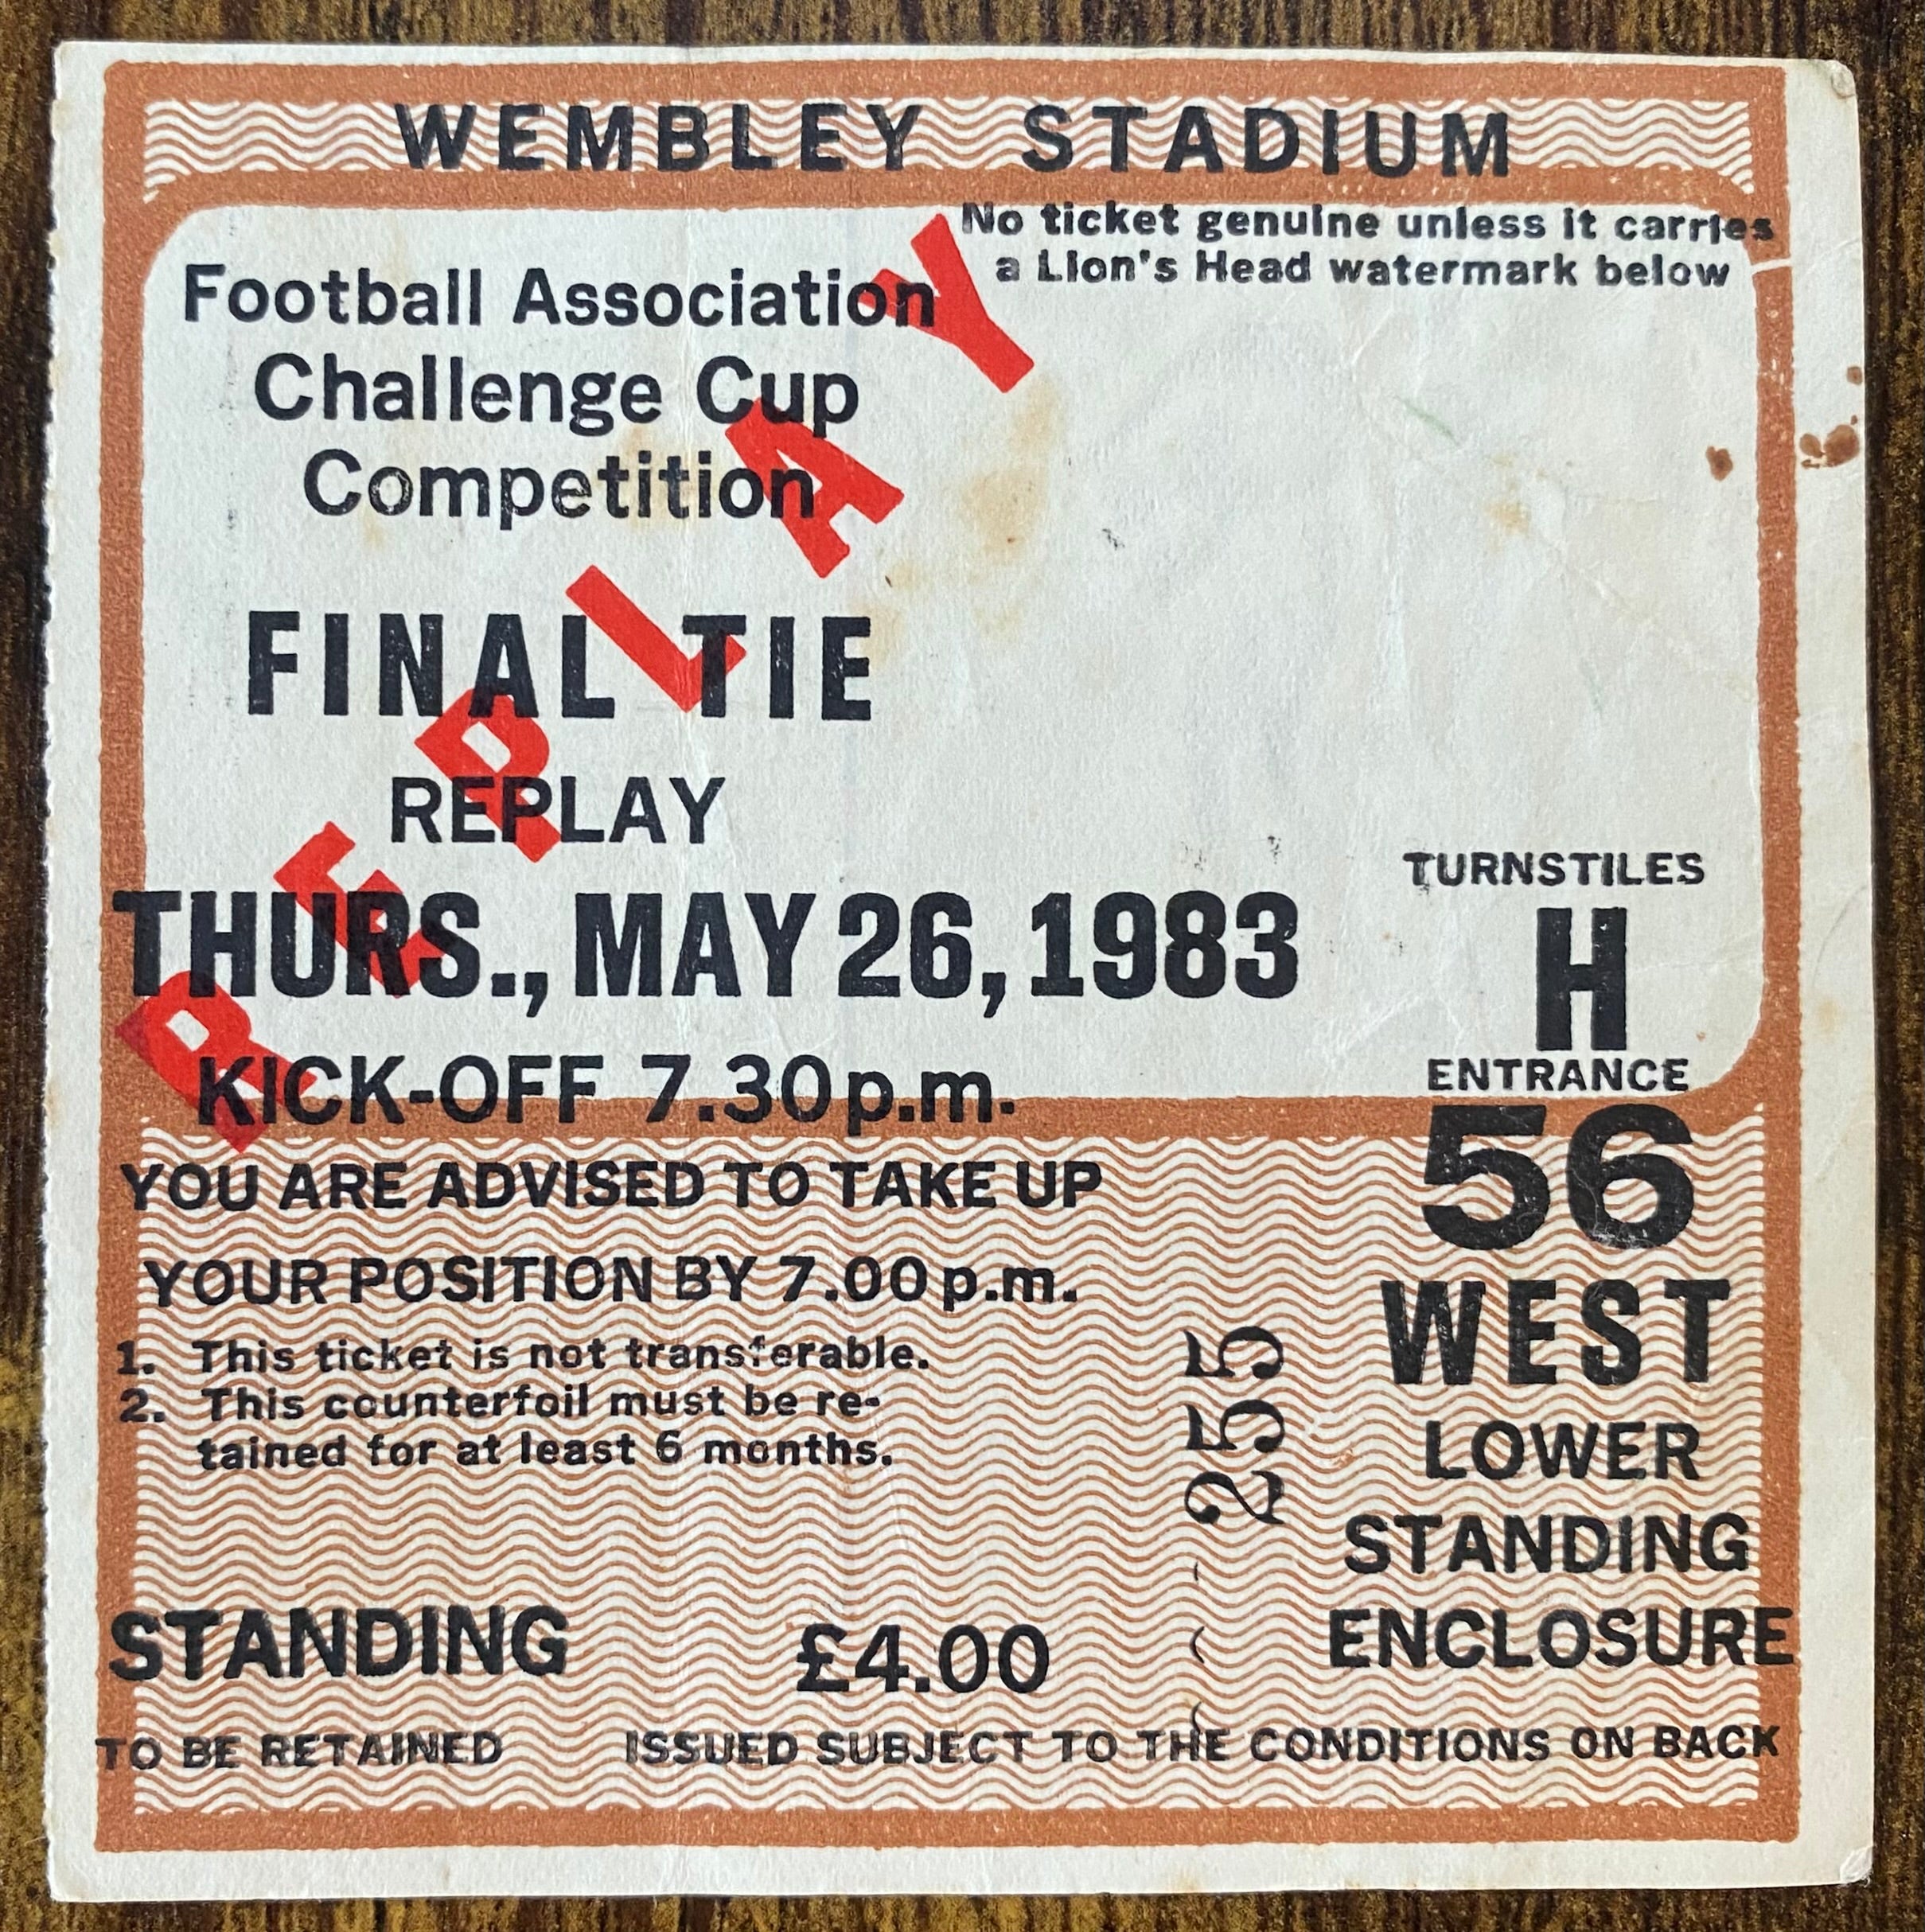 WEMBLEY STADIUM
No ticket genuine unless it carries
a Lion's Head watermark below
Football Association
Challenge Cup
Competition
FINAL TIE
REPLAY
REPLAY
THURS., MAY 26, 1983
KICK-OFF 7.30 p.m.
TURNSTILES
H
ENTRANCE
56
WEST
LOWER
STANDING
ENCLOSURE
YOU ARE ADVISED TO TAKE UP
YOUR POSITION BY 7.00 p.m.
1. This ticket is not transferable.
2. This counterfoil must be re-
tained for at least 6 months.
255
STANDING £4.00
TO BE RETAINED ISSUED SUBJECT TO THE CONDITIONS ON BACK